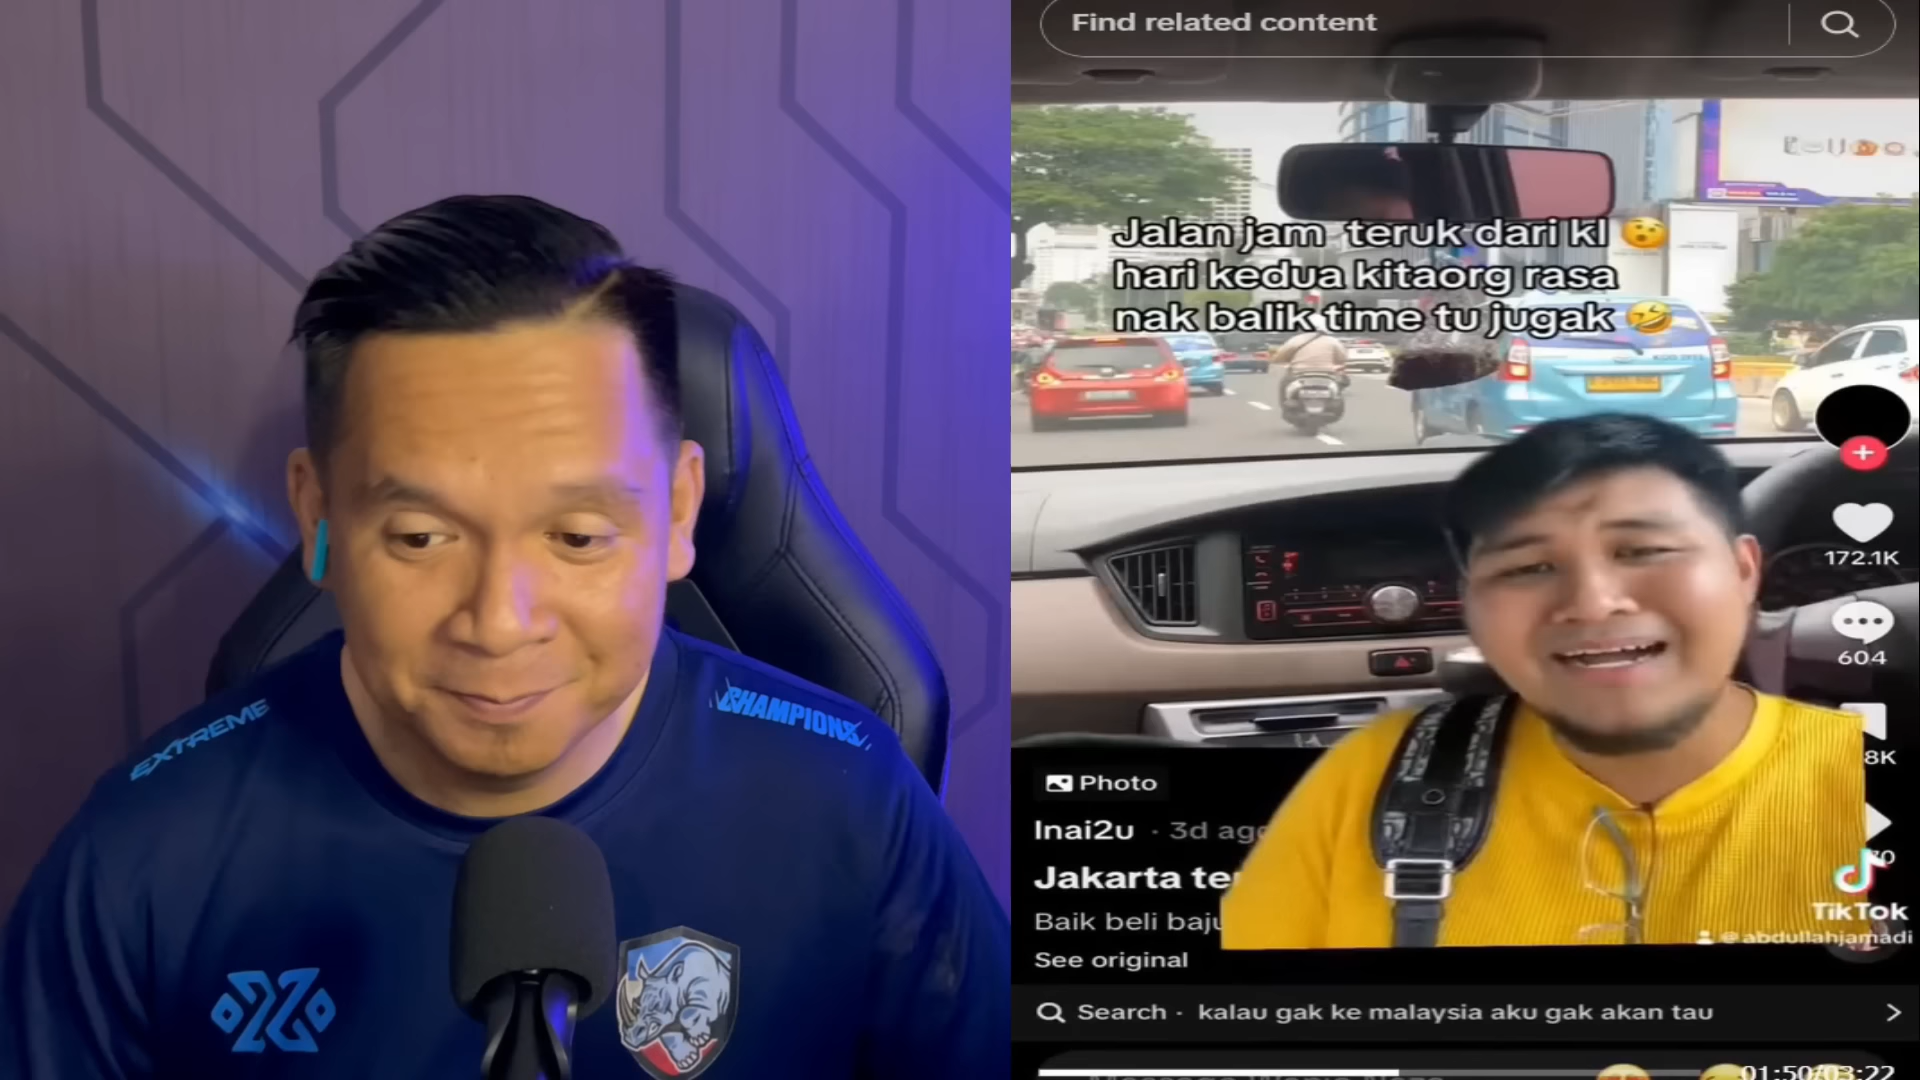 Find related content
Jalan jam teruk dari kl
hari kedua kitaorg rasa
nak balik time tu jugak
EXTREME
CHAMPIONS
172.1K
604
8K
Photo
Inai2u · 3d ago
Jakarta te
Baik beli baju
See original
TikTok
@abdullahjamadi
Search · kalau gak ke malaysia aku gak akan tau
01:50/03:22